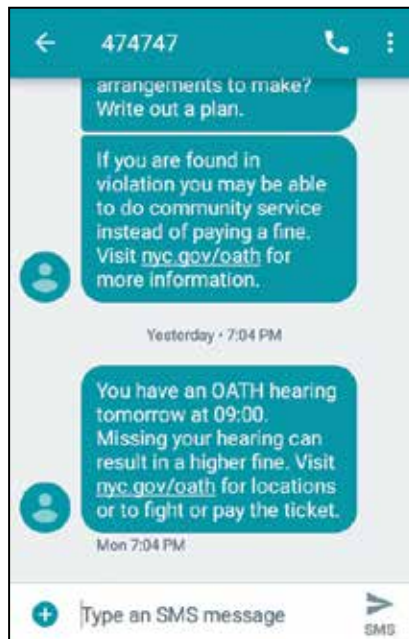 474747
arrangements to make?
Write out a plan.
If you are found in
violation you may be able
to do community service
instead of paying a fine.
Visit nyc.gov/oath for
more information.
Yesterday • 7:04 PM
You have an OATH hearing
tomorrow at 09:00.
Missing your hearing can
result in a higher fine. Visit
nyc.gov/oath for locations
or to fight or pay the ticket.
Mon 7:04 PM
Type an SMS message
SMS